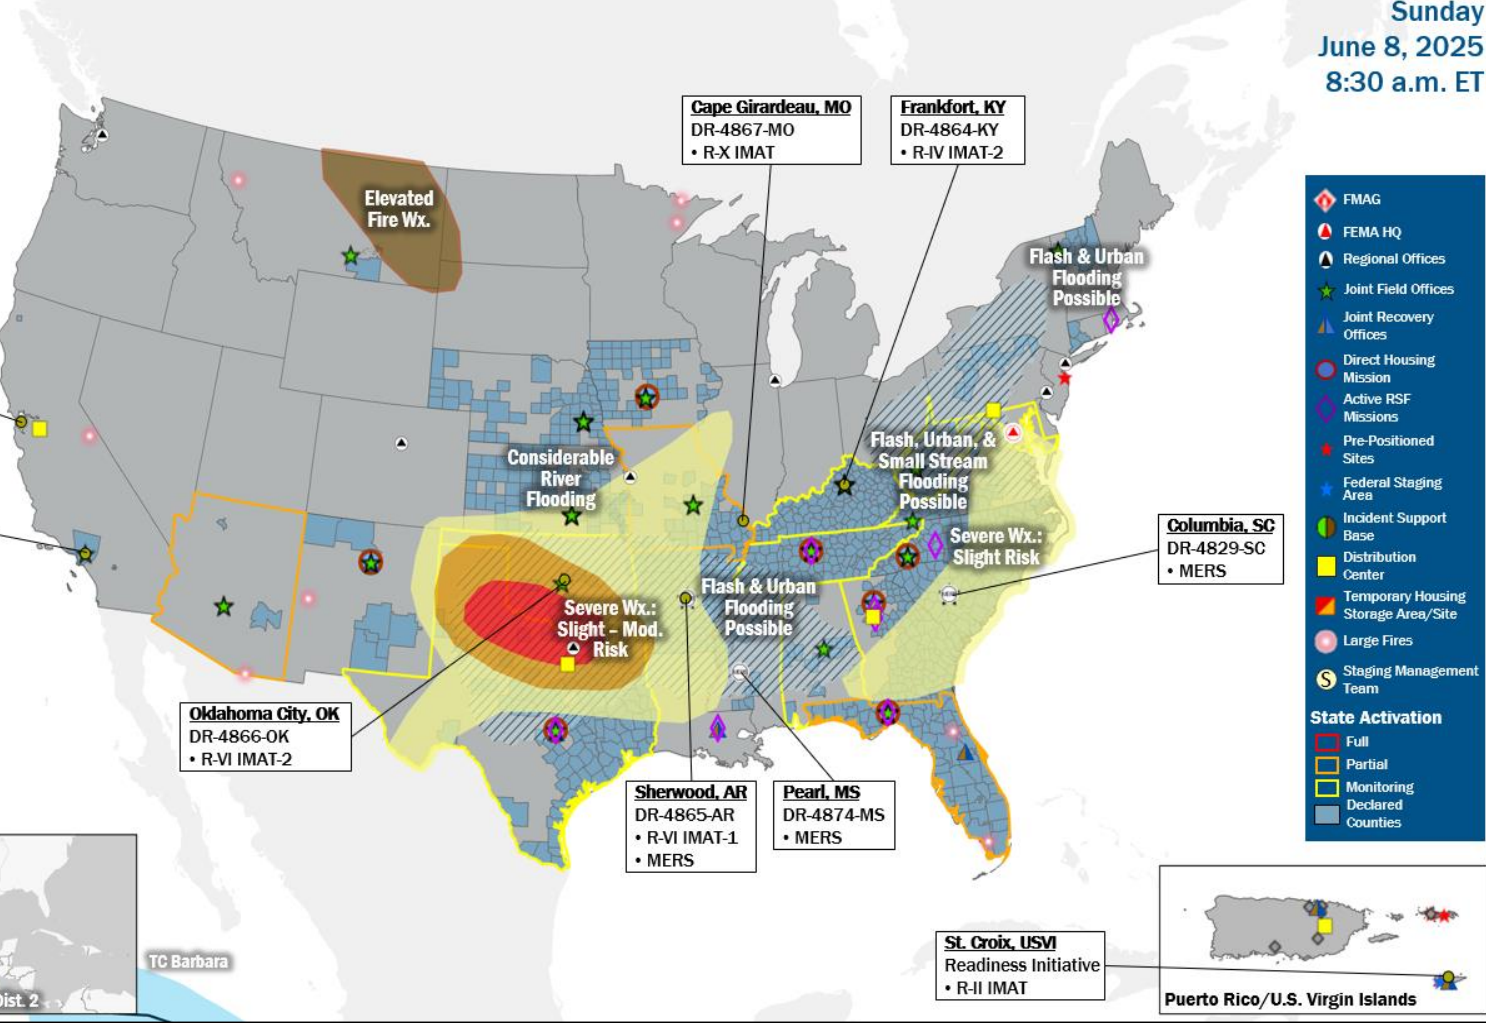 Sunday
June 8, 2025
8:30 a.m. ET
Cape Girardeau, MO
DR-4867-MO
• R-X IMAT
Frankfort, KY
DR-4864-KY
• R-IV IMAT-2
Elevated
Fire Wx.
Flash & Urban
Flooding
Possible
Considerable
River
Flooding
Flash, Urban, &
Small Stream
Flooding
Possible
Severe Wx.:
Slight Risk
Columbia, SC
DR-4829-SC
• MERS
Flash & Urban
Flooding
Possible
Severe Wx.:
Slight – Mod.
Risk
Oklahoma City, OK
DR-4866-OK
• R-VI IMAT-2
Sherwood, AR
DR-4865-AR
• R-VI IMAT-1
• MERS
Pearl, MS
DR-4874-MS
• MERS
St. Croix, USVI
Readiness Initiative
• R-II IMAT
TC Barbara
Dist. 2
Puerto Rico/U.S. Virgin Islands
FMAG
FEMA HQ
Regional Offices
Joint Field Offices
Joint Recovery
Offices
Direct Housing
Mission
Active RSF
Missions
Pre-Positioned
Sites
Federal Staging
Area
Incident Support
Base
Distribution
Center
Temporary Housing
Storage Area/Site
Large Fires
S
Staging Management
Team
State Activation
Full
Partial
Monitoring
Declared
Counties